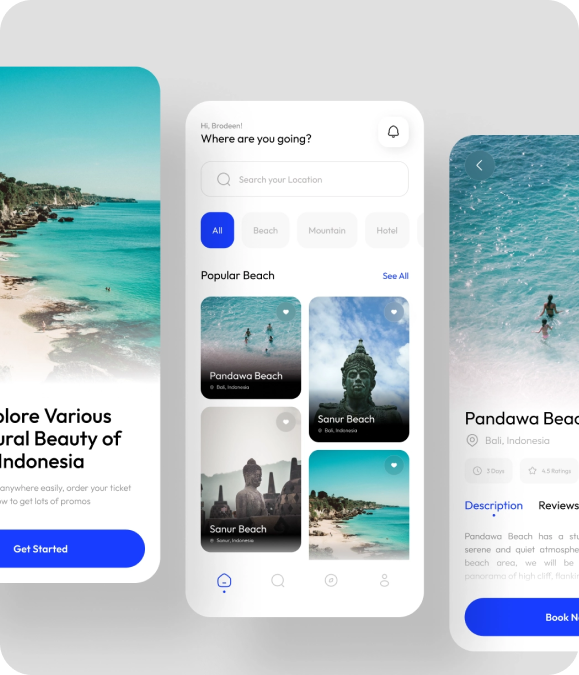 plore Various
ural Beauty of
Indonesia
anywhere easily, order your ticket
ow to get lots of promos
Get Started
Hi, Brodeen!
Where are you going?
Search your Location
All
Beach
Mountain
Hotel
Popular Beach
See All
Pandawa Beach
Bali, Indonesia
Sanur Beach
Bali, Indonesia
Sanur Beach
Sanur, Indonesia
Pandawa Beac
Bali, Indonesia
3 Days
4.5 Ratings
Description
Reviews
Pandawa Beach has a stu
serene and quiet atmosphe
beach area, we will be
panorama of high cliff, flankin
Book No